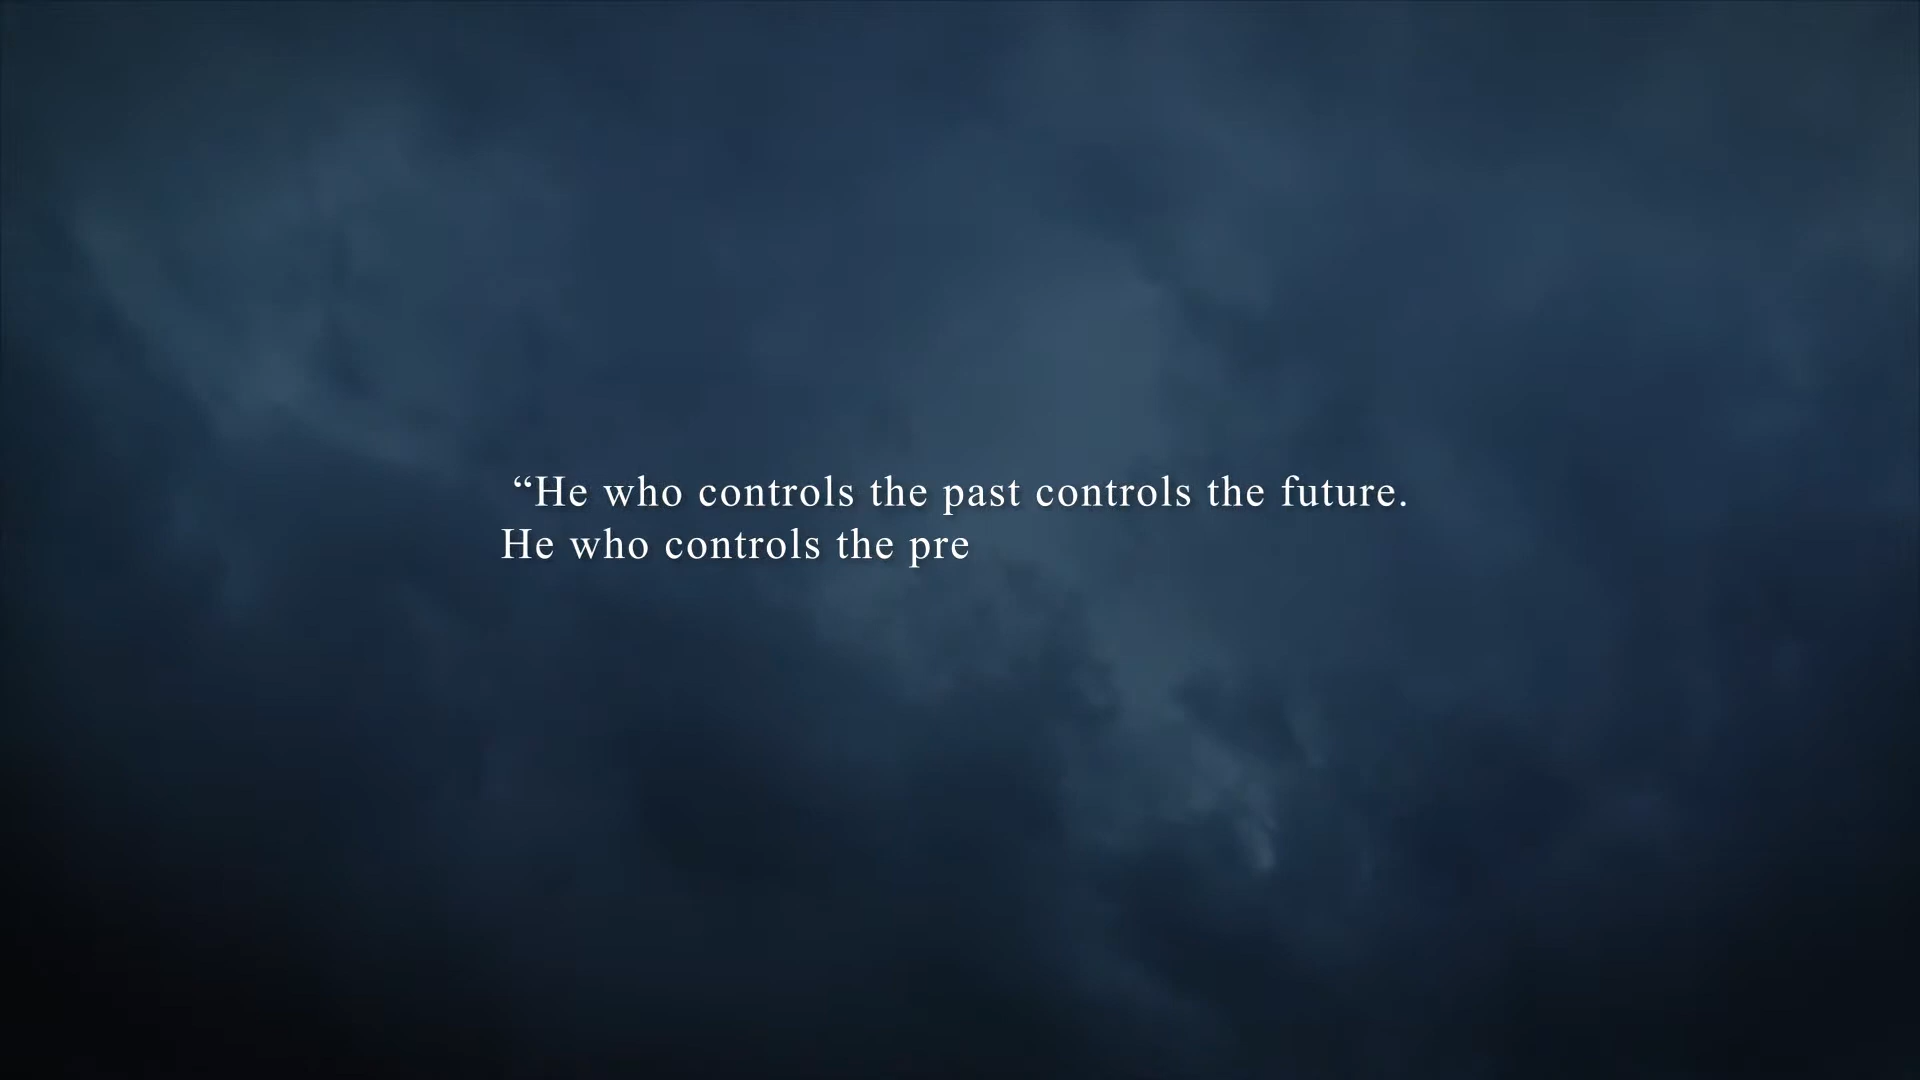 “He who controls the past controls the future.
He who controls the pre